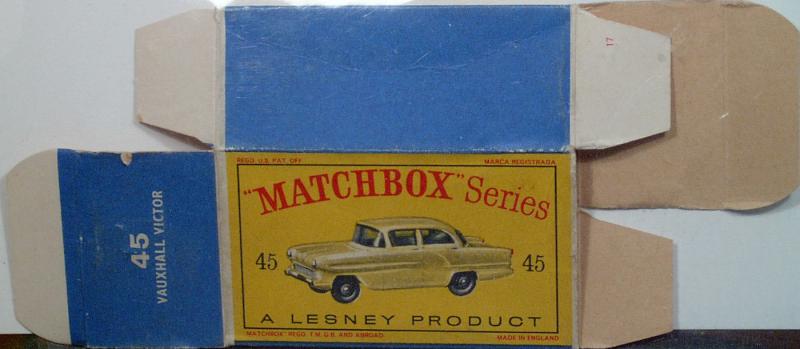 17
REGD. U.S. PAT. OFF
MARCA REGISTRADA
"MATCHBOX" Series
45
45
A LESNEY PRODUCT
"MATCHBOX" REGD. T.M. G.B. AND ABROAD
MADE IN ENGLAND
45
VAUXHALL VICTOR